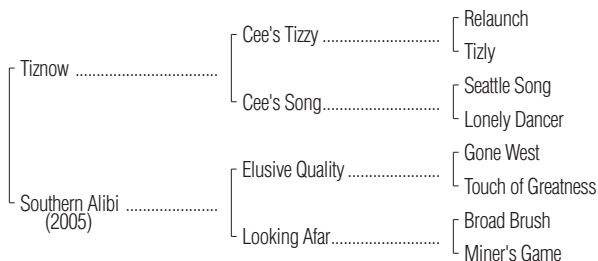 Relaunch
Cee's Tizzy ..............................
Tizly
Tiznow ....................................
Seattle Song
Cee's Song..............................
Lonely Dancer
Gone West
Elusive Quality ........................
Touch of Greatness
Southern Alibi ........................
(2005)
Broad Brush
Looking Afar............................
Miner's Game